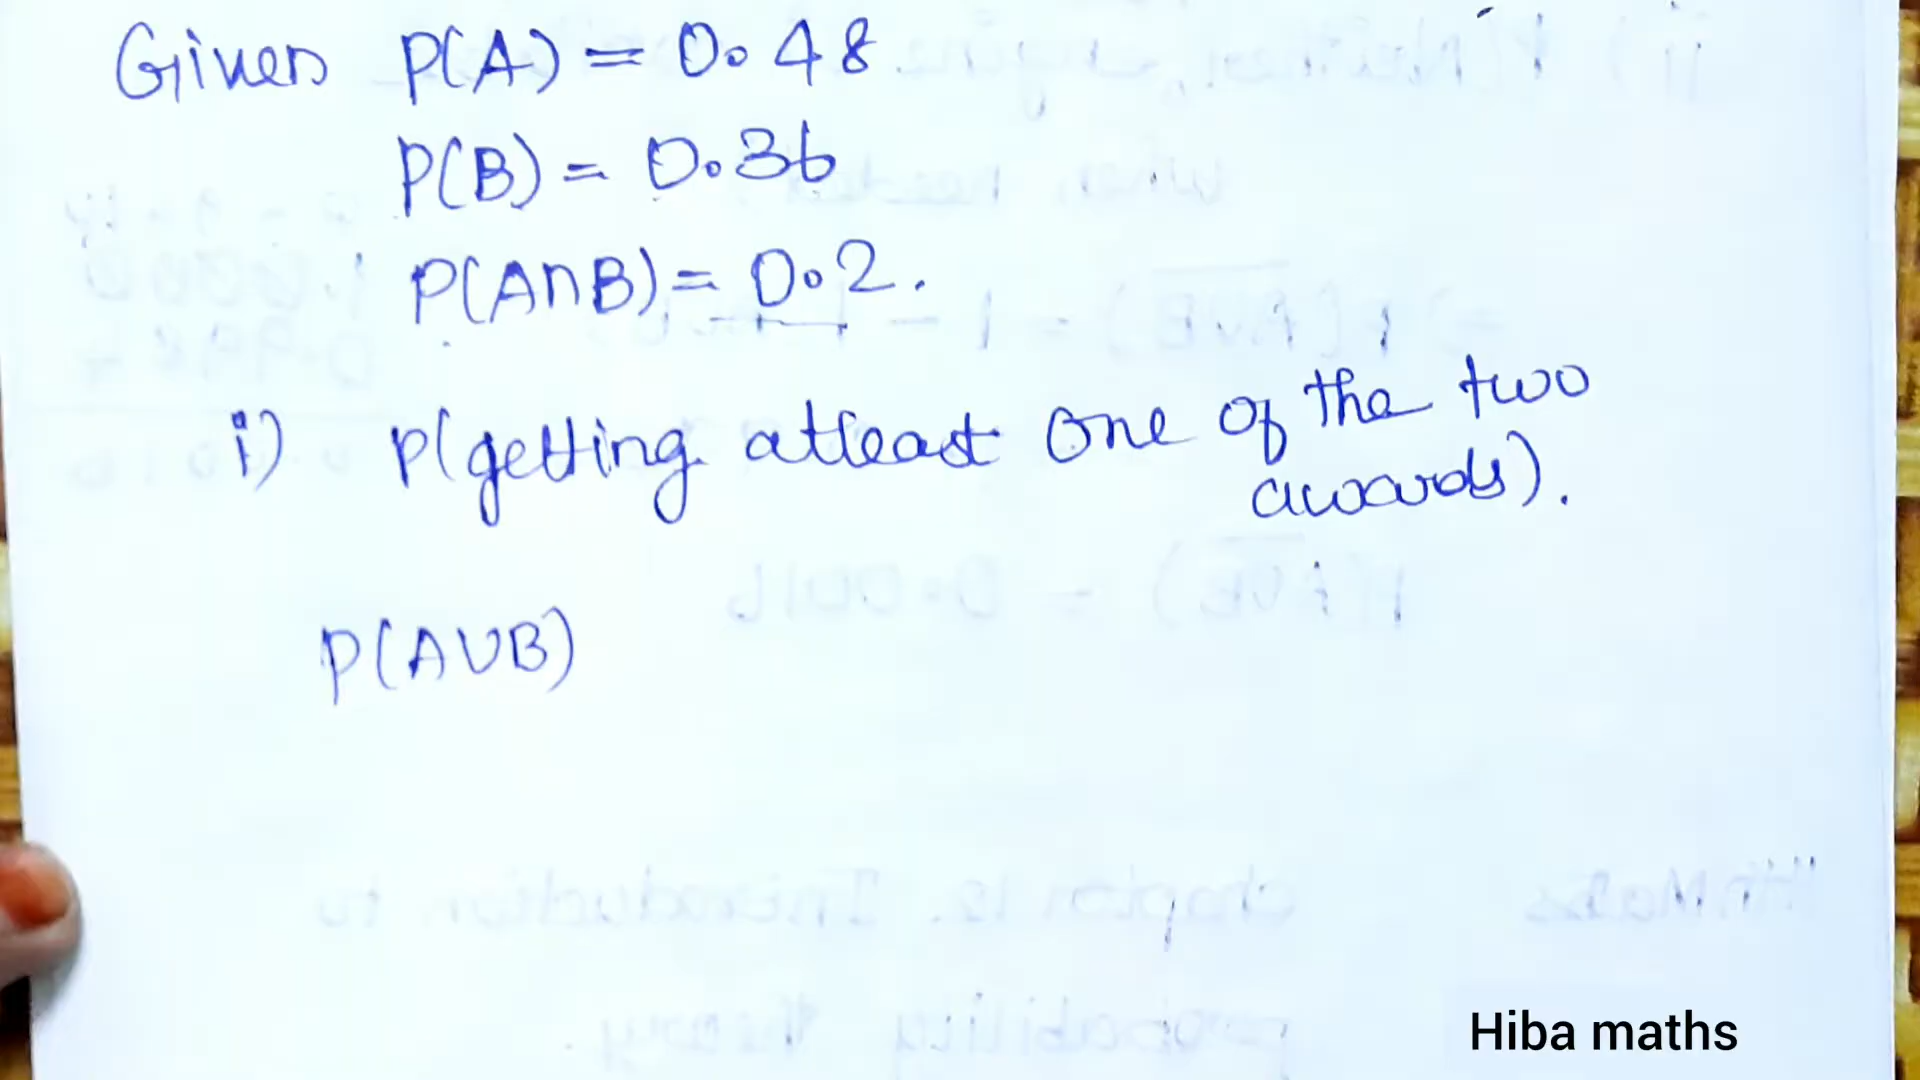 Given P(A) = 0.48
P(B) = 0.36
P(A∩B) = 0.2.
i) P(getting atleast one of the two
awards).
P(A∪B)
Hiba maths